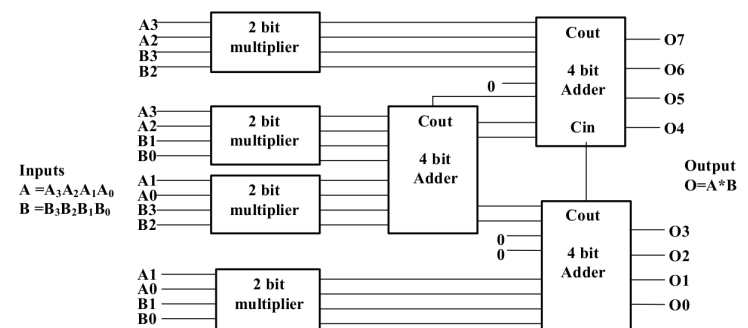 A3
A2
B3
B2
2 bit
multiplier
Cout
4 bit
Adder
Cin
O7
O6
O5
O4
0
A3
A2
B1
B0
2 bit
multiplier
Cout
4 bit
Adder
Inputs
A =A3A2A1A0
B =B3B2B1B0
A1
A0
B3
B2
2 bit
multiplier
Output
O=A*B
Cout
4 bit
Adder
0
0
O3
O2
O1
O0
A1
A0
B1
B0
2 bit
multiplier